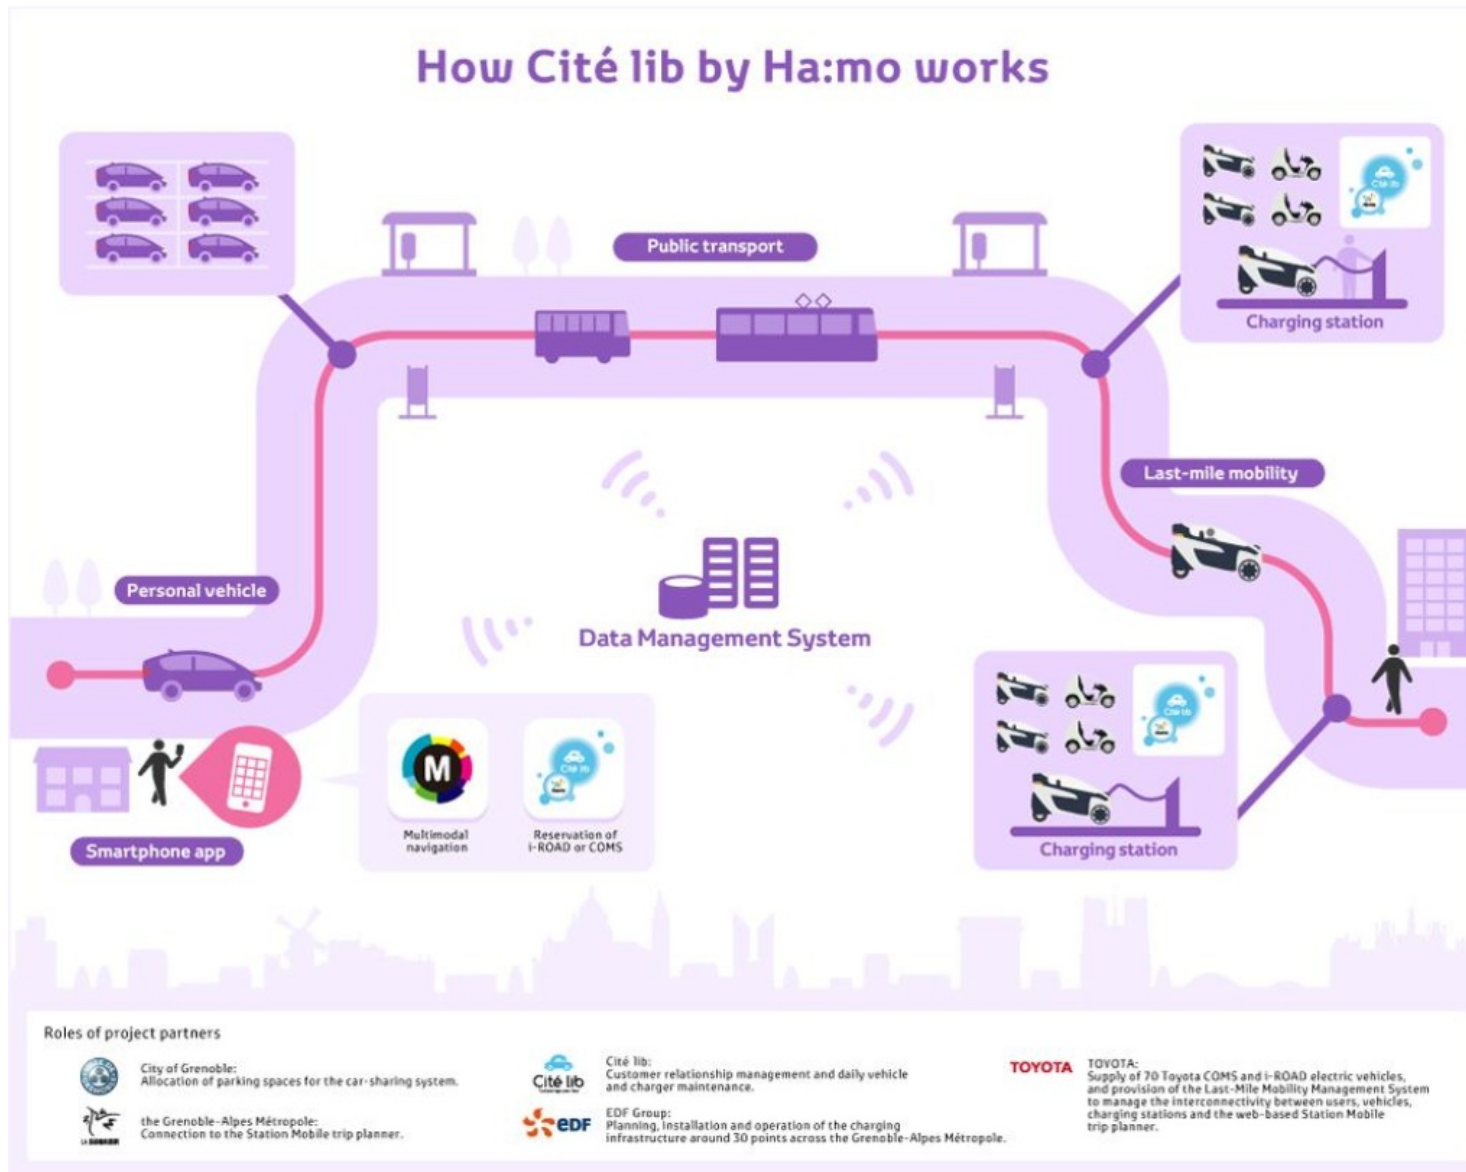 How Cité lib by Ha:mo works
Public transport
Cité lib
Charging station
Last-mile mobility
Personal vehicle
Data Management System
M
Cité lib
Multimodal
navigation
Reservation of
i-ROAD or COMS
Smartphone app
Cité lib
Charging station
Roles of project partners
City of Grenoble:
Allocation of parking spaces for the car-sharing system.
the Grenoble-Alpes Métropole:
Connection to the Station Mobile trip planner.
Cité lib
Cité lib:
Customer relationship management and daily vehicle
and charger maintenance.
EDF
EDF Group:
Planning, installation and operation of the charging
infrastructure around 30 points across the Grenoble-Alpes Métropole.
TOYOTA
TOYOTA:
Supply of 70 Toyota COMS and i-ROAD electric vehicles,
and provision of the Last-Mile Mobility Management System
to manage the interconnectivity between users, vehicles,
charging stations and the web-based Station Mobile
trip planner.